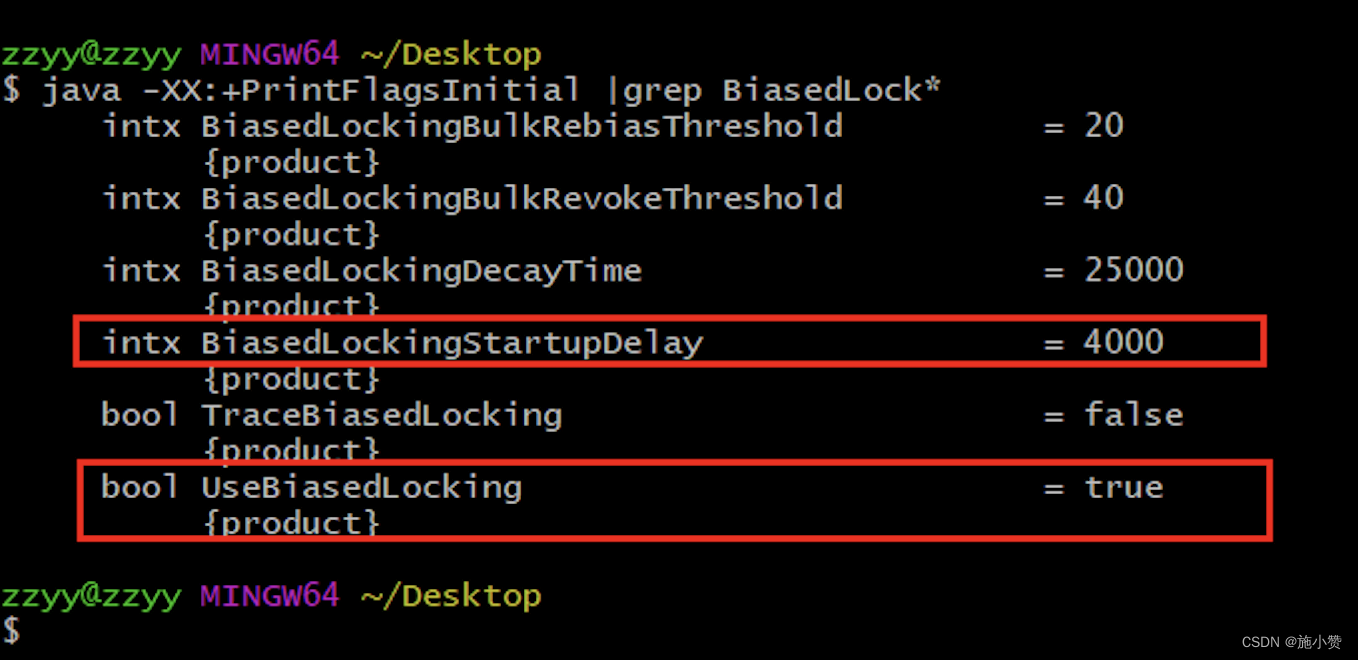 zzyy@zzyy MINGW64 ~/Desktop
$ java -XX:+PrintFlagsInitial |grep BiasedLock*
intx BiasedLockingBulkRebiasThreshold = 20
{product}
intx BiasedLockingBulkRevokeThreshold = 40
{product}
intx BiasedLockingDecayTime = 25000
{product}
intx BiasedLockingStartupDelay = 4000
{product}
bool TraceBiasedLocking = false
{product}
bool UseBiasedLocking = true
{product}
zzyy@zzyy MINGW64 ~/Desktop
$
CSDN @施小赞